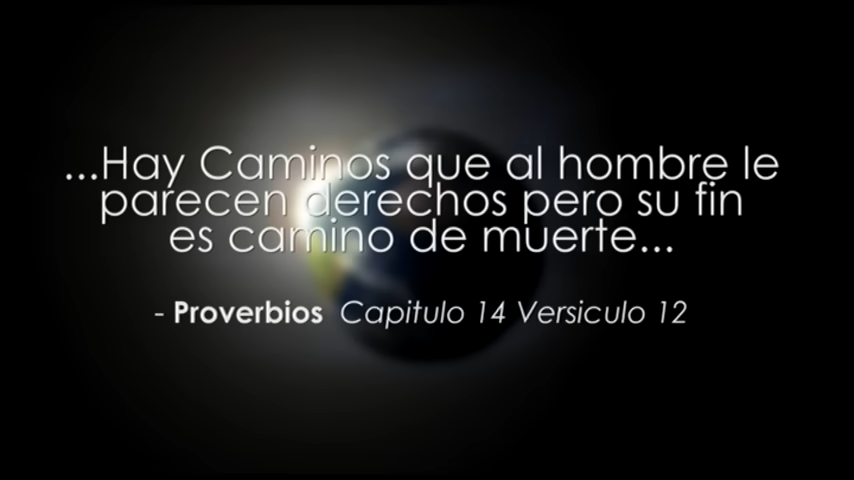 ...Hay Caminos que al hombre le
parecen derechos pero su fin
es camino de muerte...
- Proverbios Capitulo 14 Versiculo 12